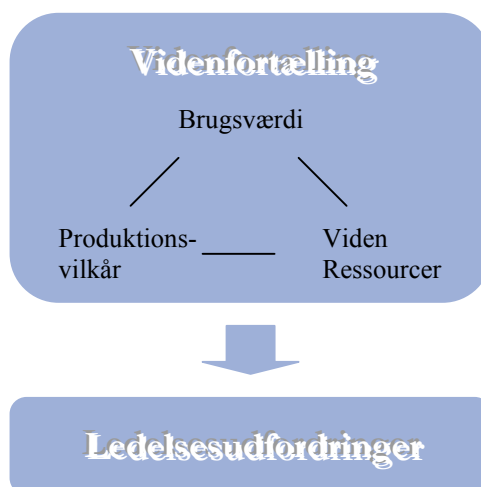 Videnfortælling
Brugsværdi
Produktions-
vilkår
Viden
Ressourcer
Ledelsesudfordringer